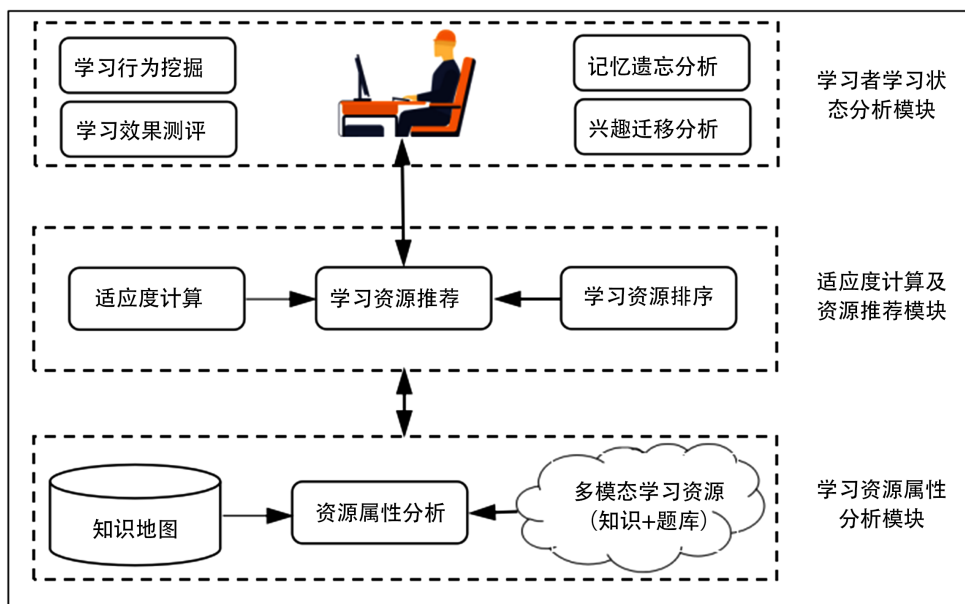 学习行为挖掘
学习效果测评
记忆遗忘分析
兴趣迁移分析
学习者学习状
态分析模块
适应度计算
学习资源推荐
学习资源排序
适应度计算及
资源推荐模块
知识地图
资源属性分析
多模态学习资源
（知识+题库）
学习资源属性
分析模块